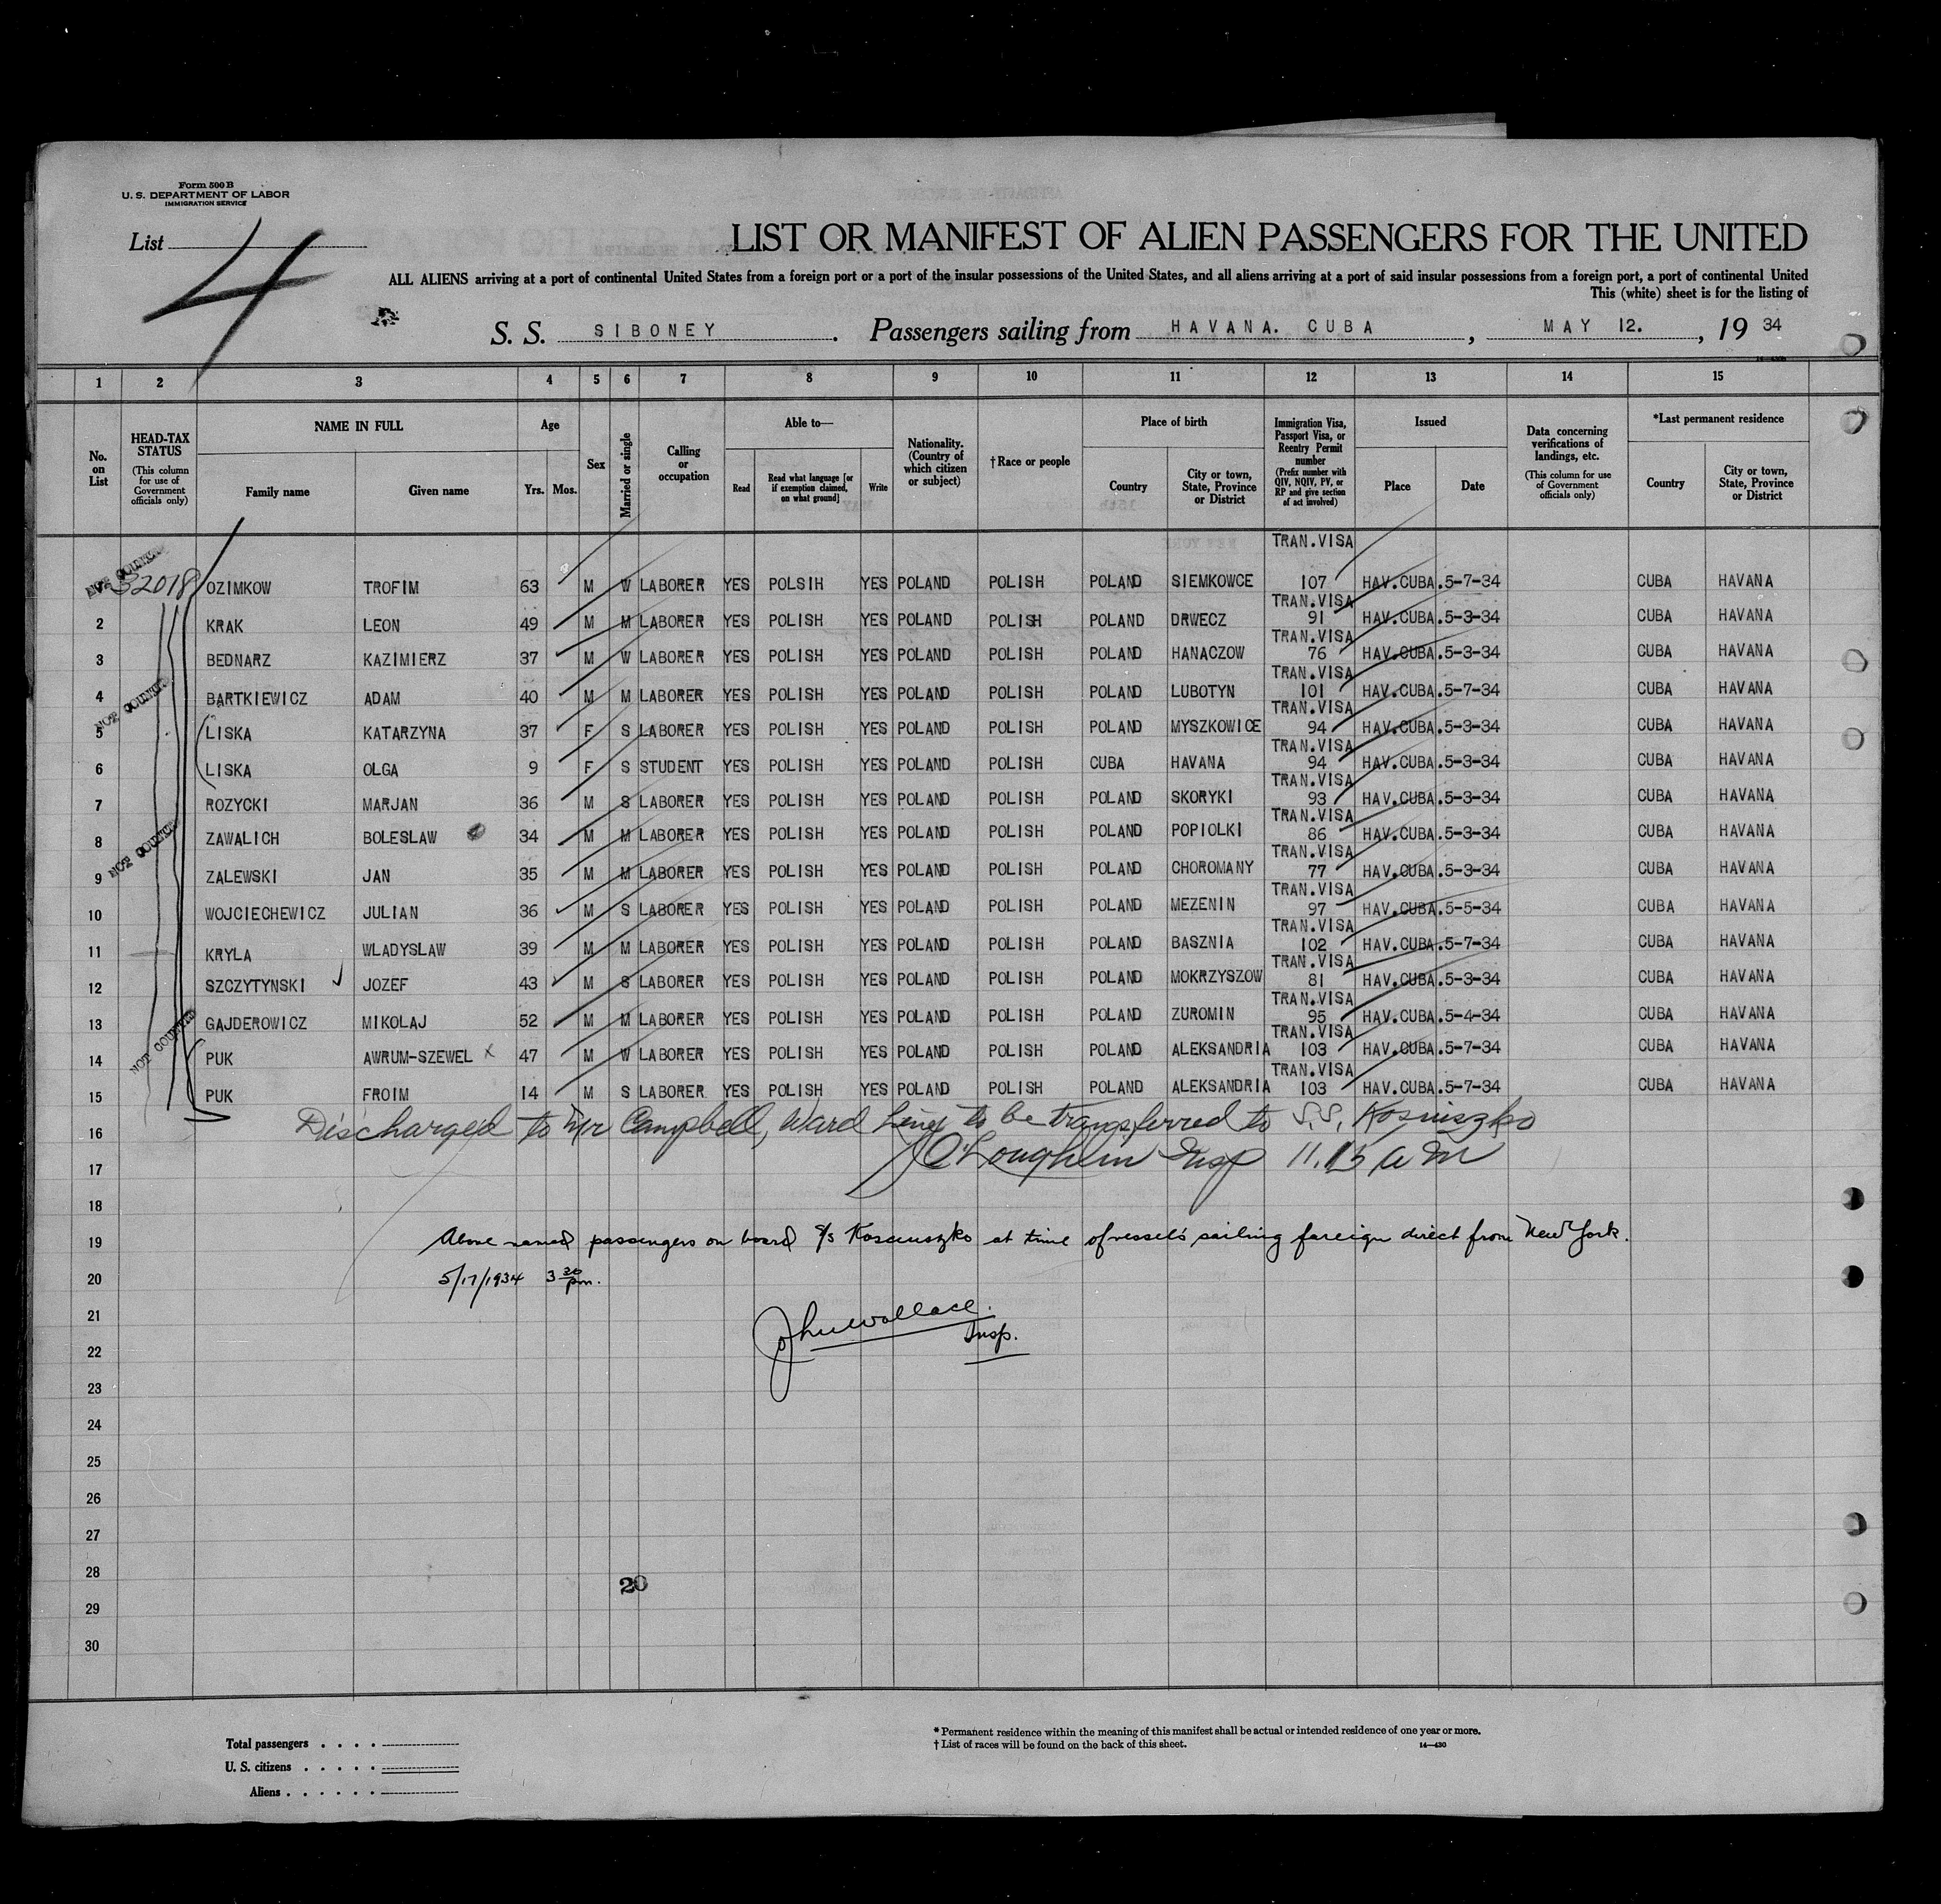 Form 500 B
U. S. DEPARTMENT OF LABOR
IMMIGRATION SERVICE
List 4
LIST OR MANIFEST OF ALIEN PASSENGERS FOR THE UNITED
ALL ALIENS arriving at a port of continental United States from a foreign port or a port of the insular possessions of the United States, and all aliens arriving at a port of said insular possessions from a foreign port, a port of continental United
This (white) sheet is for the listing of
S. S. SIBONEY. Passengers sailing from HAVANA. CUBA, MAY 12., 19 34
1 2 3 4 5 6 7 8 9 10 11 12 13 14 15
No. on List
HEAD-TAX STATUS (This column for use of Government officials only)
NAME IN FULL Family name Given name
Age Yrs. Mos.
Sex
Married or single
Calling or occupation
Able to— Read Read what language [or if exemption claimed, on what ground] Write
Nationality. (Country of which citizen or subject)
†Race or people
Place of birth Country City or town, State, Province or District
Immigration Visa, Passport Visa, or Reentry Permit number (Prefix number with QIV, NQIV, PV, or RP and give section of act involved)
Issued Place Date
Data concerning verifications of landings, etc. (This column for use of Government officials only)
*Last permanent residence Country City or town, State, Province or District
NOT COUNTED
32018 OZIMKOW TROFIM 63 M W LABORER YES POLSIH YES POLAND POLISH POLAND SIEMKOWCE TRAN.VISA 107 HAV.CUBA.5-7-34 CUBA HAVANA
2 KRAK LEON 49 M M LABORER YES POLISH YES POLAND POLISH POLAND DRWECZ TRAN.VISA 91 HAV.CUBA.5-3-34 CUBA HAVANA
3 BEDNARZ KAZIMIERZ 37 M W LABORER YES POLISH YES POLAND POLISH POLAND HANACZOW TRAN.VISA 76 HAV.CUBA.5-3-34 CUBA HAVANA
4 BARTKIEWICZ ADAM 40 M M LABORER YES POLISH YES POLAND POLISH POLAND LUBOTYN TRAN.VISA 101 HAV.CUBA.5-7-34 CUBA HAVANA
NOT COUNTED
5 LISKA KATARZYNA 37 F S LABORER YES POLISH YES POLAND POLISH POLAND MYSZKOWICE TRAN.VISA 94 HAV.CUBA.5-3-34 CUBA HAVANA
6 LISKA OLGA 9 F S STUDENT YES POLISH YES POLAND POLISH CUBA HAVANA TRAN.VISA 94 HAV.CUBA.5-3-34 CUBA HAVANA
7 ROZYCKI MARJAN 36 M S LABORER YES POLISH YES POLAND POLISH POLAND SKORYKI TRAN.VISA 93 HAV.CUBA.5-3-34 CUBA HAVANA
8 ZAWALICH BOLESLAW 34 M M LABORER YES POLISH YES POLAND POLISH POLAND POPIOLKI TRAN.VISA 86 HAV.CUBA.5-3-34 CUBA HAVANA
NOT COUNTED
9 ZALEWSKI JAN 35 M M LABORER YES POLISH YES POLAND POLISH POLAND CHOROMANY TRAN.VISA 77 HAV.CUBA.5-3-34 CUBA HAVANA
10 WOJCIECHEWICZ JULIAN 36 M S LABORER YES POLISH YES POLAND POLISH POLAND MEZENIN TRAN.VISA 97 HAV.CUBA.5-5-34 CUBA HAVANA
11 KRYLA WLADYSLAW 39 M M LABORER YES POLISH YES POLAND POLISH POLAND BASZNIA TRAN.VISA 102 HAV.CUBA.5-7-34 CUBA HAVANA
12 SZCZYTYNSKI JOZEF 43 M S LABORER YES POLISH YES POLAND POLISH POLAND MOKRZYSZOW TRAN.VISA 81 HAV.CUBA.5-3-34 CUBA HAVANA
13 GAJDEROWICZ MIKOLAJ 52 M M LABORER YES POLISH YES POLAND POLISH POLAND ZUROMIN TRAN.VISA 95 HAV.CUBA.5-4-34 CUBA HAVANA
NOT COUNTED
14 PUK AWRUM-SZEWEL x 47 M W LABORER YES POLISH YES POLAND POLISH POLAND ALEKSANDRIA TRAN.VISA 103 HAV.CUBA.5-7-34 CUBA HAVANA
15 PUK FROIM 14 M S LABORER YES POLISH YES POLAND POLISH POLAND ALEKSANDRIA TRAN.VISA 103 HAV.CUBA.5-7-34 CUBA HAVANA
16 Discharged to Mr Campbell, Ward Line to be transferred to S.S. Kosciuszko
17 O'Loughlin Insp 11.15 a m
18
19 Above named passengers on board S/S Kosciuszko at time of vessel's sailing foreign direct from New York.
20 5/17/1934 3 30 pm.
21 John Wallace.
Insp.
22
23
24
25
26
27
28
20
29
30
Total passengers . . . .
U. S. citizens . . . . .
Aliens . . . . . .
* Permanent residence within the meaning of this manifest shall be actual or intended residence of one year or more.
† List of races will be found on the back of this sheet.
14—430